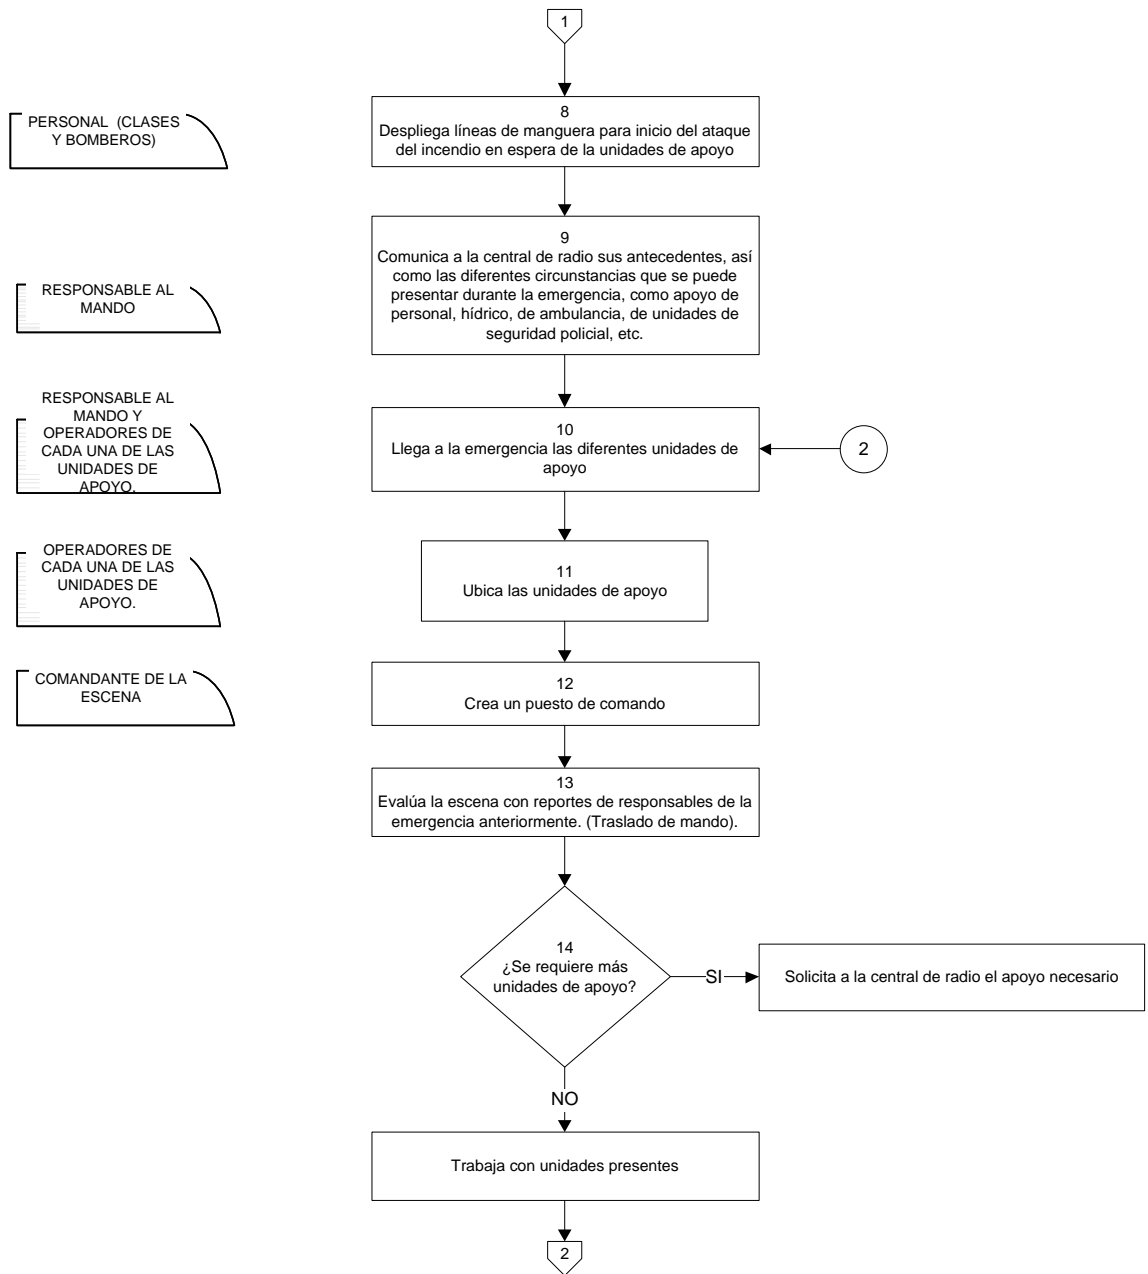 1
PERSONAL (CLASES
Y BOMBEROS)
8
Despliega líneas de manguera para inicio del ataque
del incendio en espera de la unidades de apoyo
RESPONSABLE AL
MANDO
9
Comunica a la central de radio sus antecedentes, así
como las diferentes circunstancias que se puede
presentar durante la emergencia, como apoyo de
personal, hídrico, de ambulancia, de unidades de
seguridad policial, etc.
RESPONSABLE AL
MANDO Y
OPERADORES DE
CADA UNA DE LAS
UNIDADES DE
APOYO.
10
Llega a la emergencia las diferentes unidades de
apoyo
2
OPERADORES DE
CADA UNA DE LAS
UNIDADES DE
APOYO.
11
Ubica las unidades de apoyo
COMANDANTE DE LA
ESCENA
12
Crea un puesto de comando
13
Evalúa la escena con reportes de responsables de la
emergencia anteriormente. (Traslado de mando).
14
¿Se requiere más
unidades de apoyo?
SI
Solicita a la central de radio el apoyo necesario
NO
Trabaja con unidades presentes
2